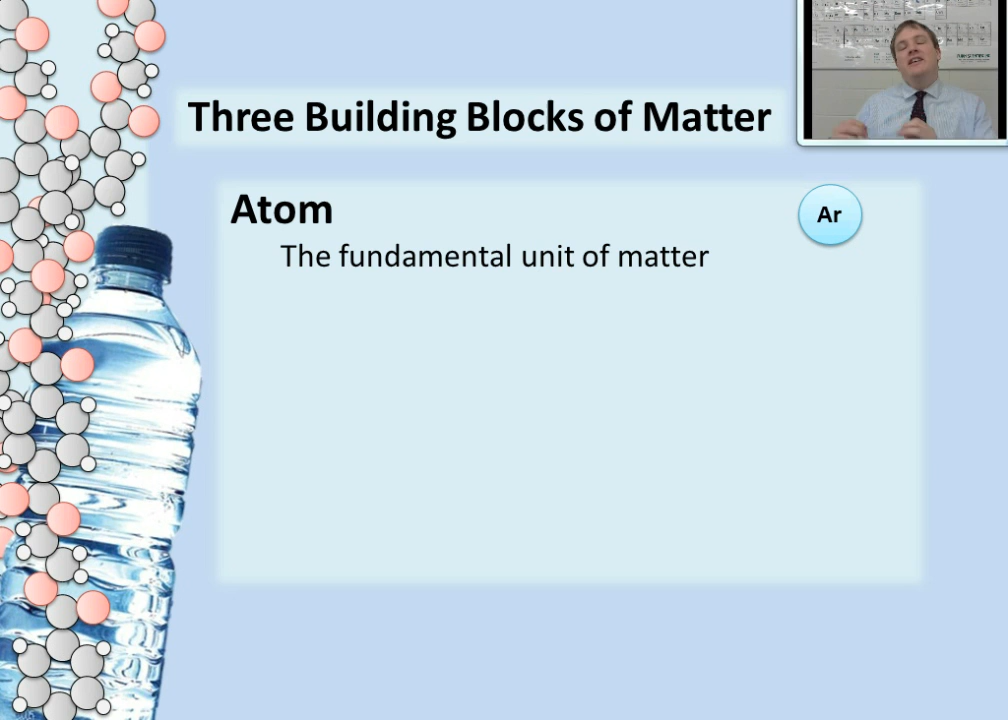 Three Building Blocks of Matter
Atom
Ar
The fundamental unit of matter